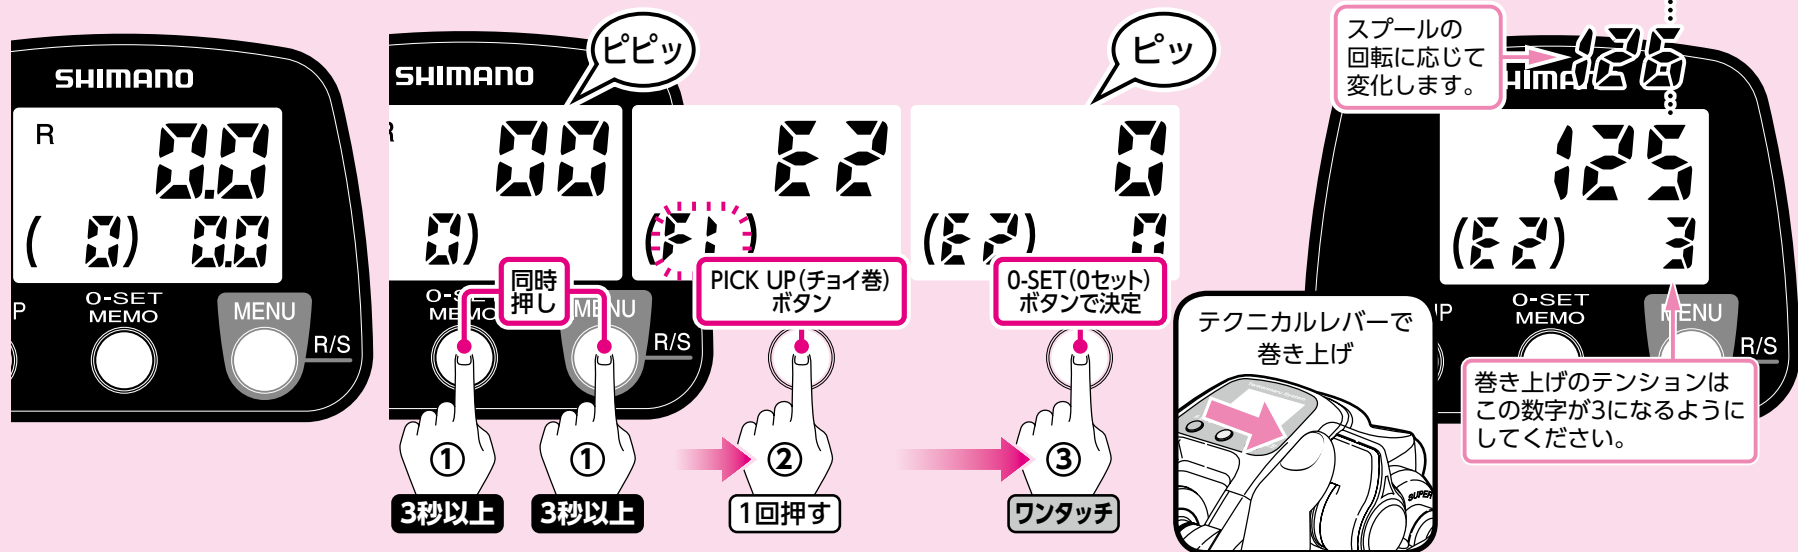 SHIMANO
R
0.0
( 0) 0.0
P
O-SET
MEMO
MENU
R/S
ピピッ
SHIMANO
00
0)
同時
押し
R/S
①
3秒以上
①
3秒以上
E2
(E1)
PICK UP(チョイ巻)
ボタン
②
1回押す
ピッ
0
(E2) 0
0-SET(0セット)
ボタンで決定
③
ワンタッチ
テクニカルレバーで
巻き上げ
スプールの
回転に応じて
変化します。
126
125
(E2) 3
O-SET
MEMO
MENU
R/S
巻き上げのテンションは
この数字が3になるように
してください。